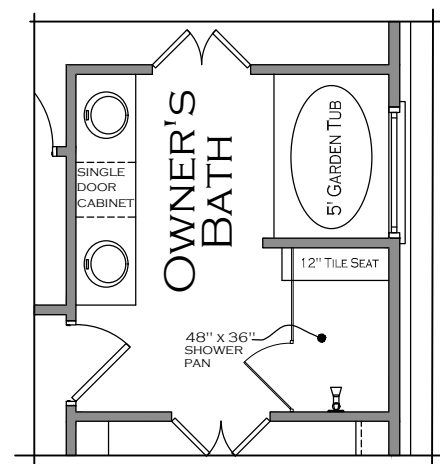 OWNER'S
BATH
SINGLE
DOOR
CABINET
5' GARDEN TUB
12" TILE SEAT
48" X 36"
SHOWER
PAN